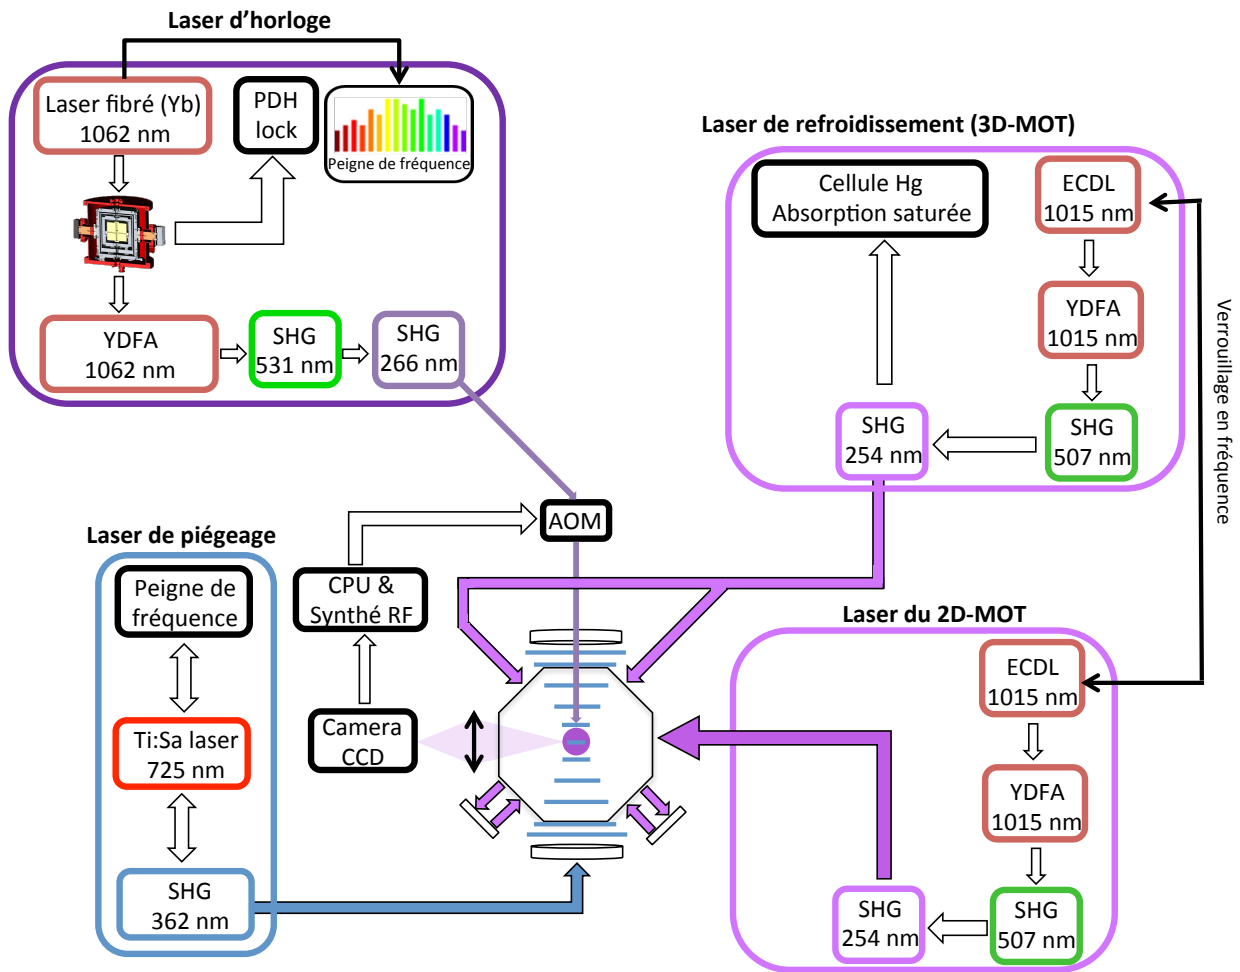 Laser d’horloge
Laser fibré (Yb)
1062 nm
PDH
lock
Peigne de fréquence
YDFA
1062 nm
SHG
531 nm
SHG
266 nm
Laser de refroidissement (3D-MOT)
Cellule Hg
Absorption saturée
ECDL
1015 nm
YDFA
1015 nm
SHG
254 nm
SHG
507 nm
Verrouillage en fréquence
AOM
Laser de piégeage
Peigne de
fréquence
CPU &
Synthé RF
Ti:Sa laser
725 nm
Camera
CCD
SHG
362 nm
Laser du 2D-MOT
ECDL
1015 nm
YDFA
1015 nm
SHG
254 nm
SHG
507 nm